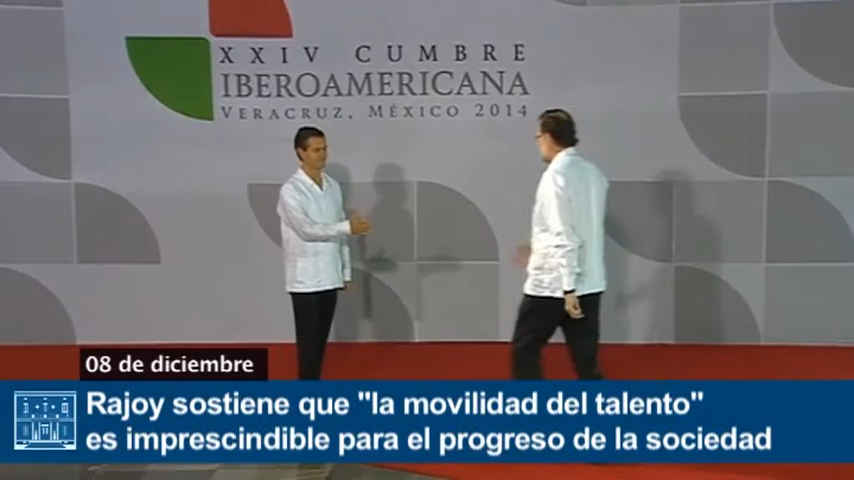 XXIV CUMBRE
IBEROAMERICANA
VERACRUZ, MÉXICO 2014
08 de diciembre
Rajoy sostiene que "la movilidad del talento"
es imprescindible para el progreso de la sociedad